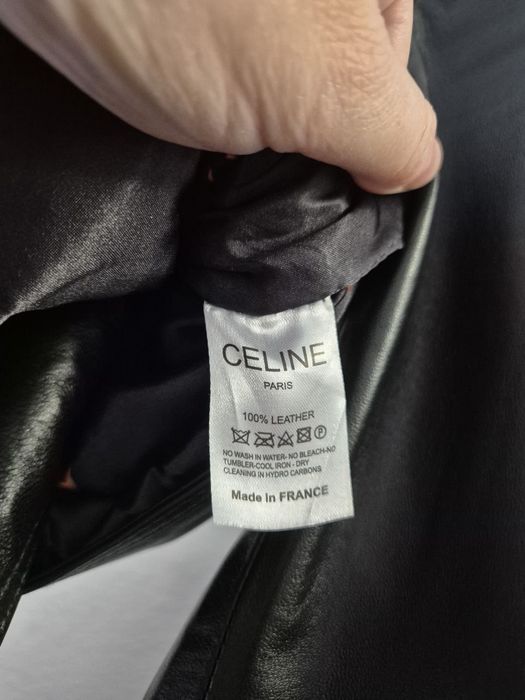 CELINE
PARIS
100% LEATHER
P
NO WASH IN WATER- NO BLEACH-NO
TUMBLER-COOL IRON - DRY
CLEANING IN HYDRO CARBONS
Made in FRANCE